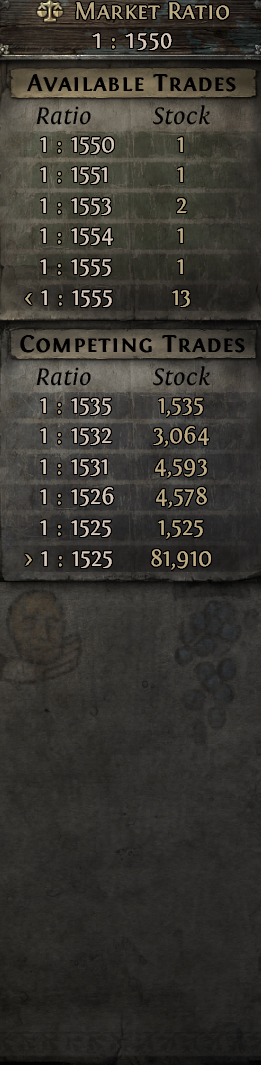 Market Ratio
1 : 1550
Available Trades
Ratio Stock
1 : 1550 1
1 : 1551 1
1 : 1553 2
1 : 1554 1
1 : 1555 1
< 1 : 1555 13
Competing Trades
Ratio Stock
1 : 1535 1,535
1 : 1532 3,064
1 : 1531 4,593
1 : 1526 4,578
1 : 1525 1,525
> 1 : 1525 81,910